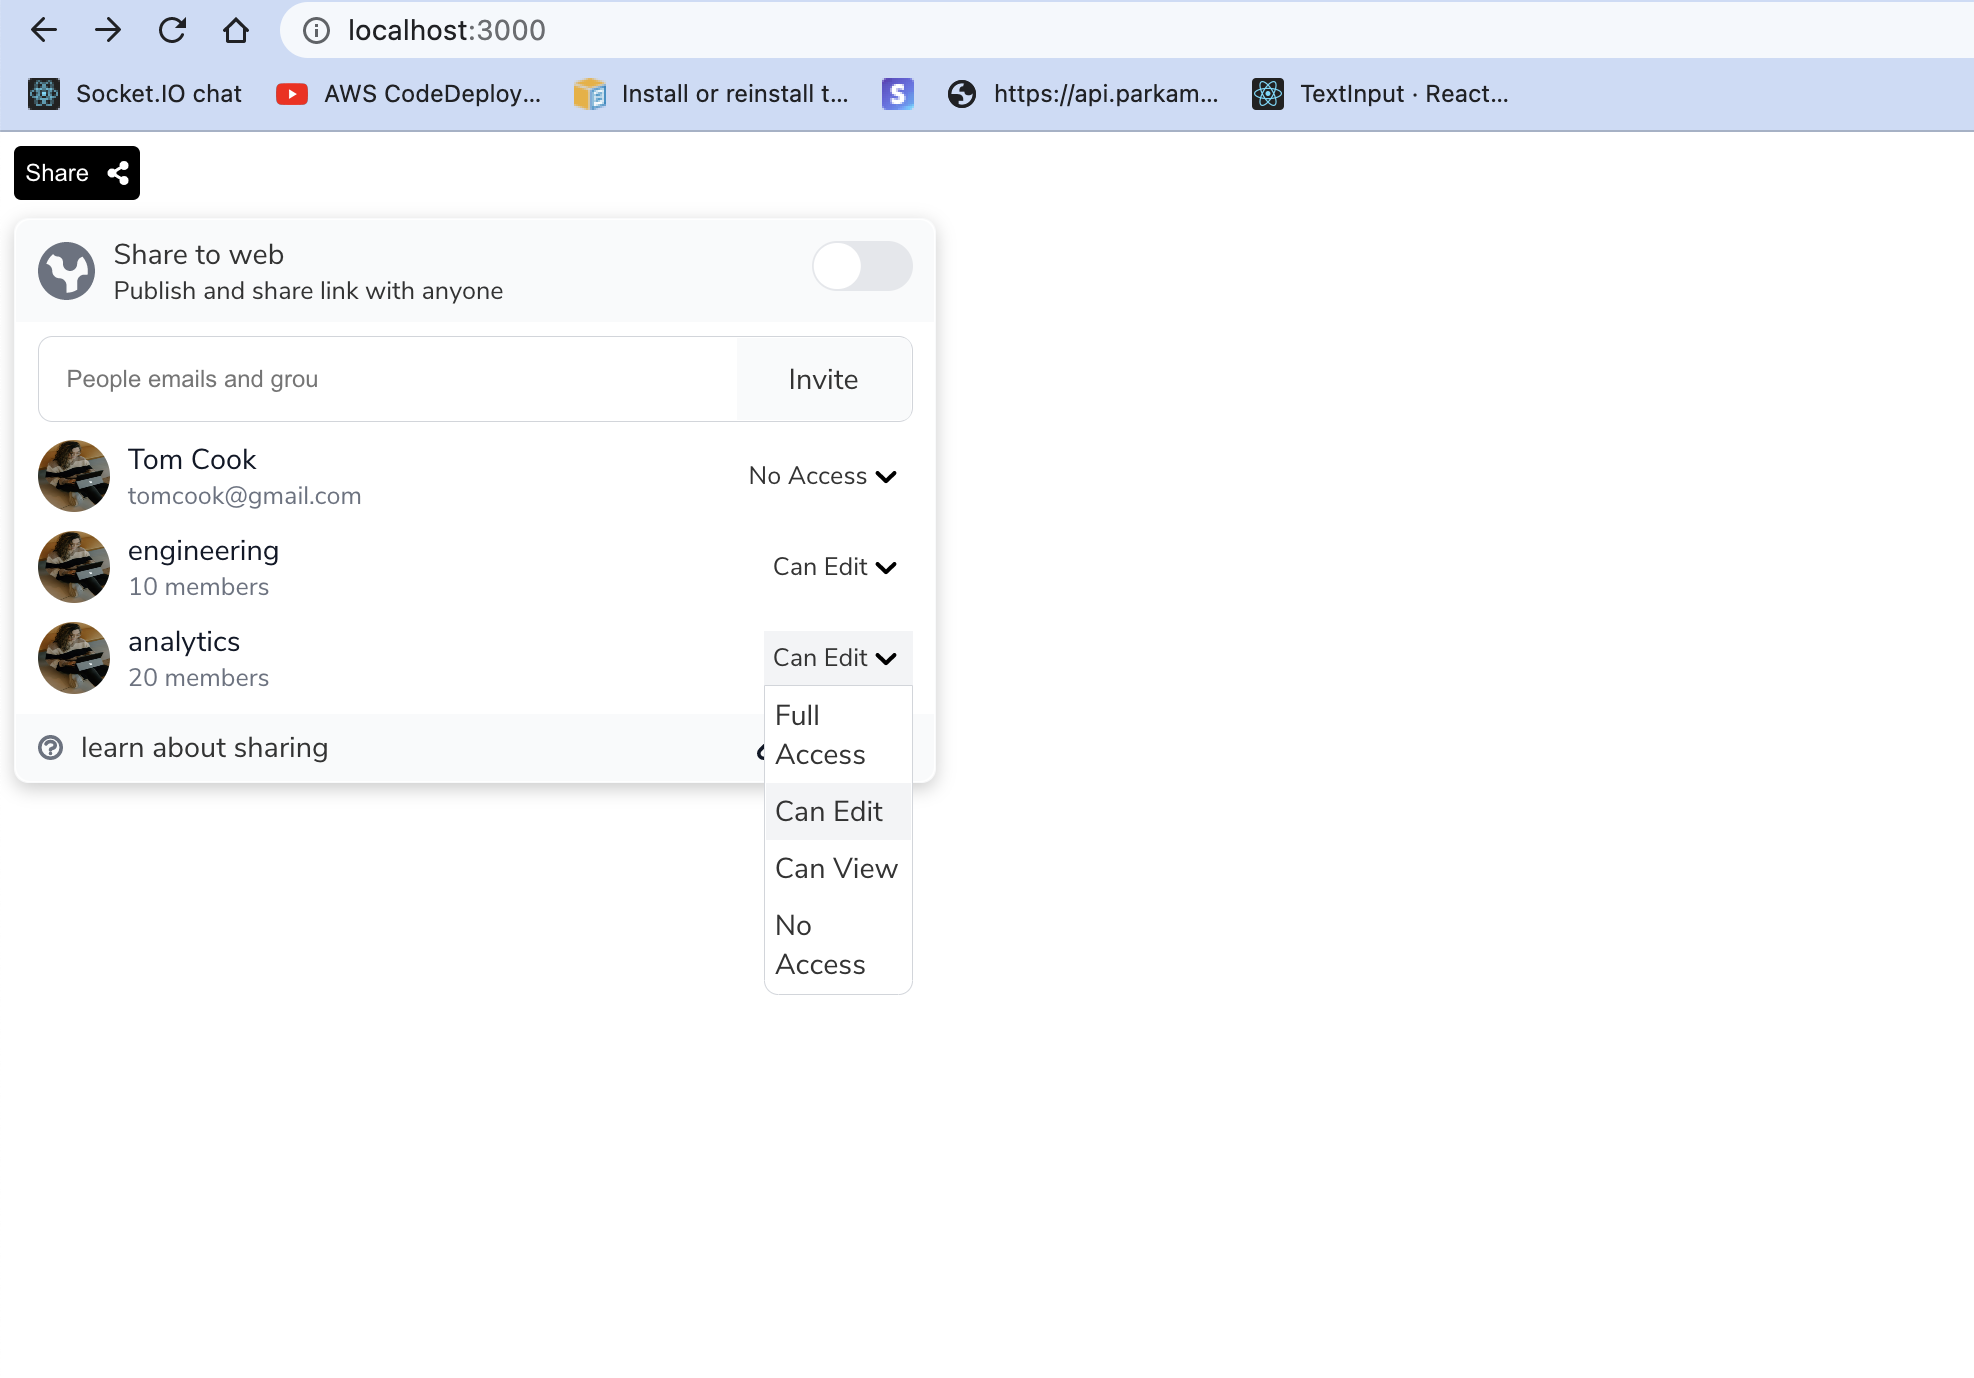 localhost:3000
Socket.IO chat
AWS CodeDeploy...
Install or reinstall t...
S
https://api.parkam...
TextInput · React...
Share
Share to web
Publish and share link with anyone
People emails and grou
Invite
Tom Cook
tomcook@gmail.com
No Access
engineering
10 members
Can Edit
analytics
20 members
Can Edit
Full
Access
Can Edit
Can View
No
Access
learn about sharing